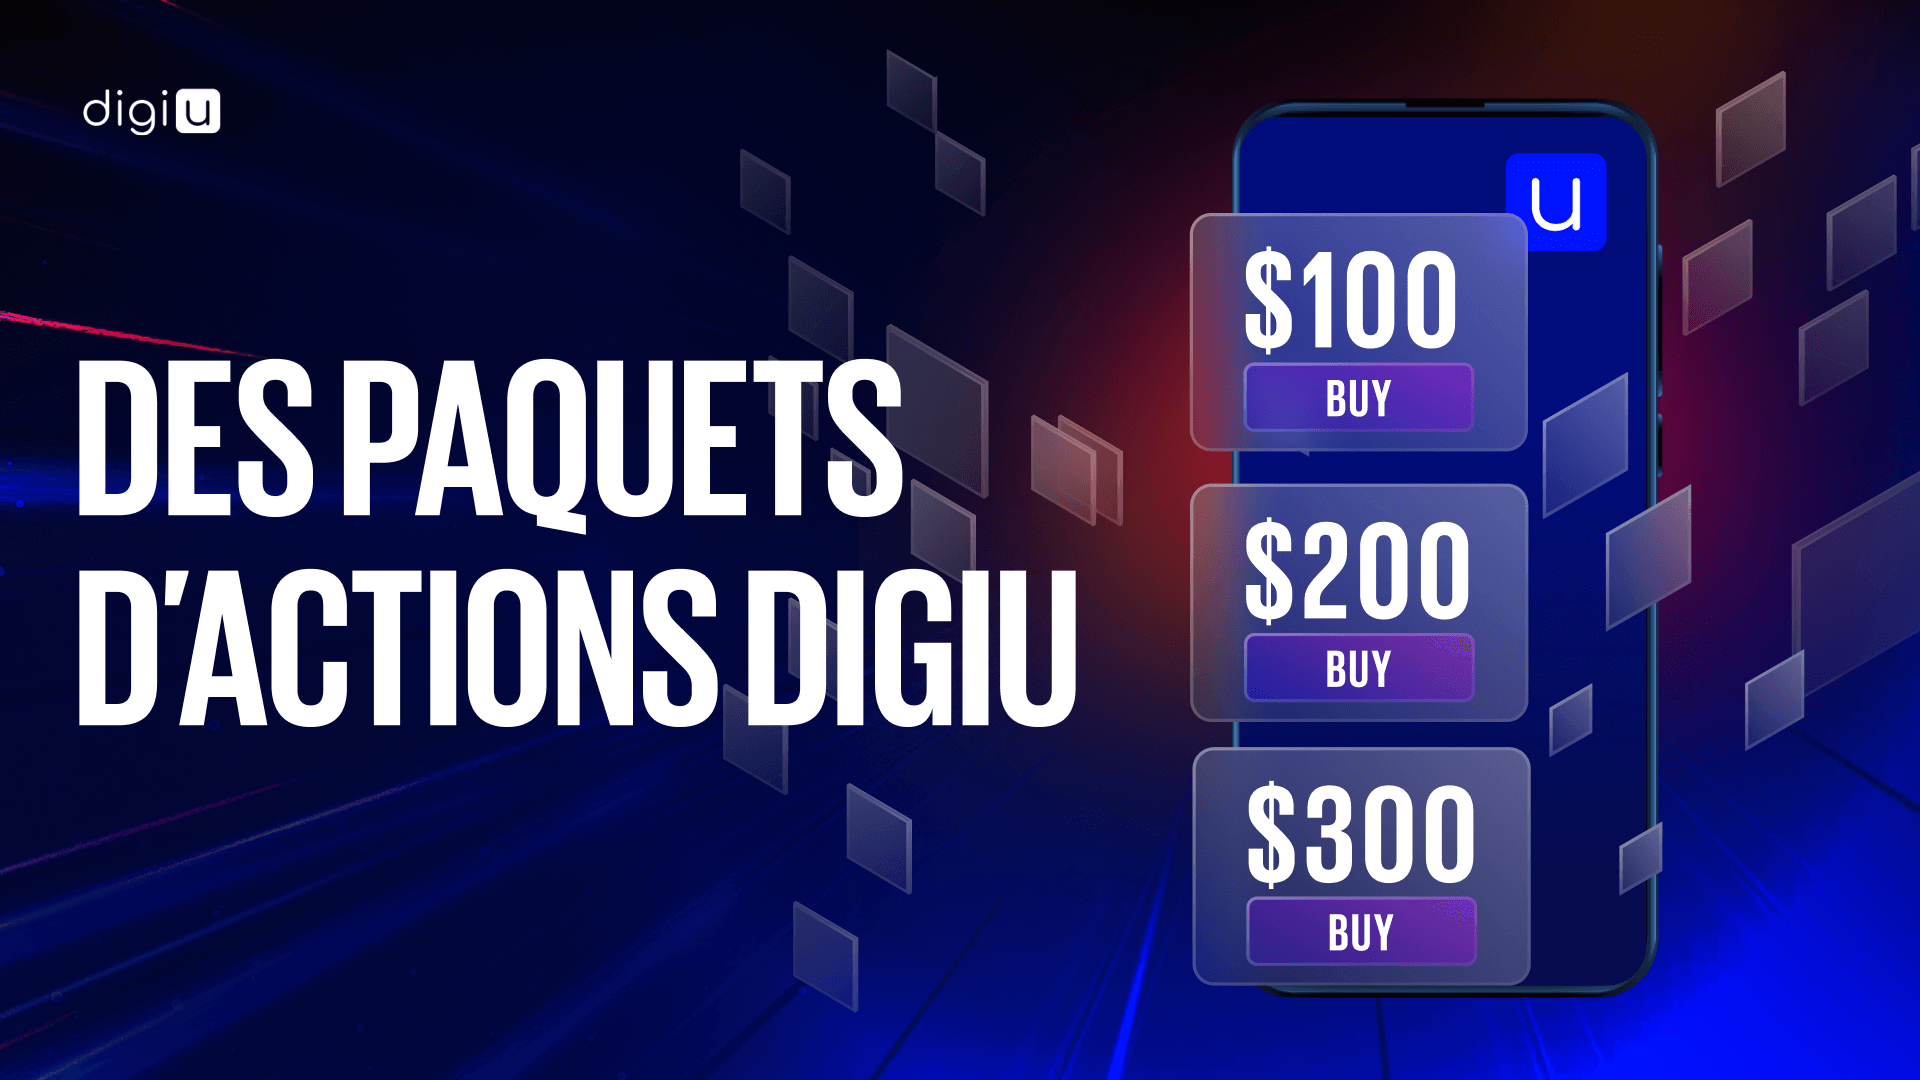 digiu
DES PAQUETS
D'ACTIONS DIGIU
u
$100
BUY
$200
BUY
$300
BUY